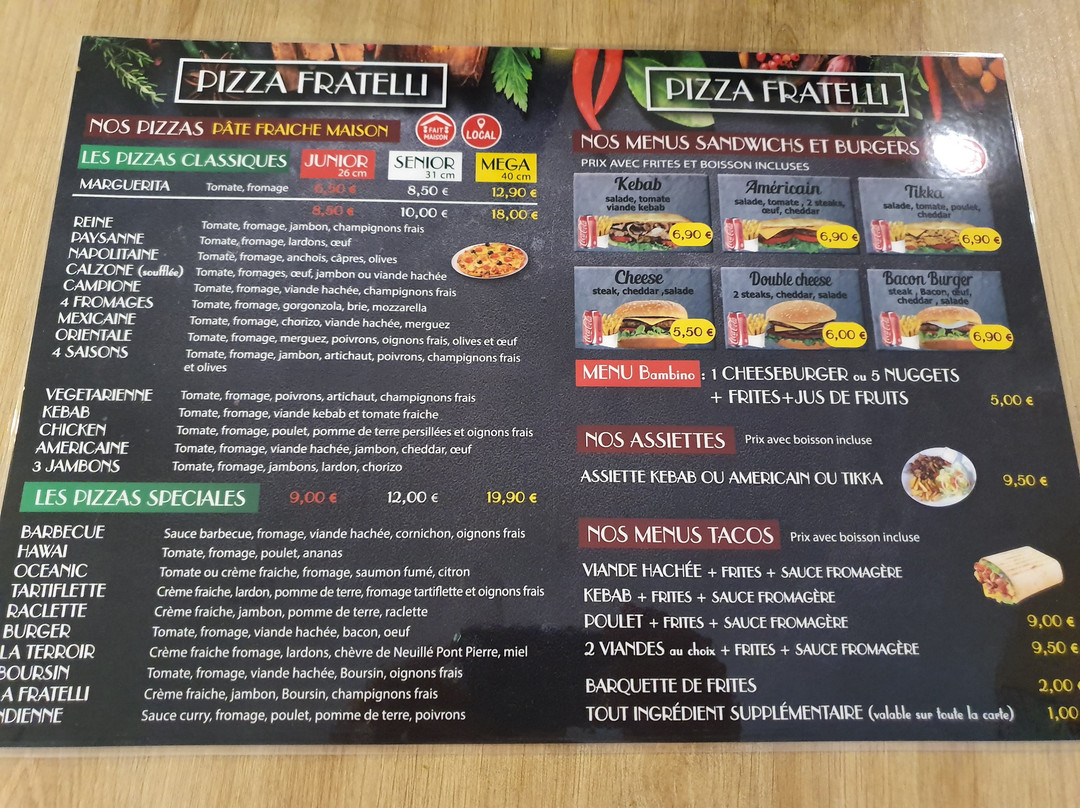 PIZZA FRATELLI
NOS PIZZAS PÂTE FRAICHE MAISON
FAIT MAISON
LOCAL
LES PIZZAS CLASSIQUES JUNIOR 26 cm SENIOR 31 cm MEGA 40 cm
MARGUERITA Tomate, fromage 6,50 € 8,50 € 12,90 €
8,50 € 10,00 € 18,00 €
REINE Tomate, fromage, jambon, champignons frais
PAYSANNE Tomate, fromage, lardons, œuf
NAPOLITAINE Tomate, fromage, anchois, câpres, olives
CALZONE (soufflée) Tomate, fromages, œuf, jambon ou viande hachée
CAMPIONE Tomate, fromage, viande hachée, champignons frais
4 FROMAGES Tomate, fromage, gorgonzola, brie, mozzarella
MEXICAINE Tomate, fromage, chorizo, viande hachée, merguez
ORIENTALE Tomate, fromage, merguez, poivrons, oignons frais, olives et œuf
4 SAISONS Tomate, fromage, jambon, artichaut, poivrons, champignons frais
et olives
VEGETARIENNE Tomate, fromage, poivrons, artichaut, champignons frais
KEBAB Tomate, fromage, viande kebab et tomate fraiche
CHICKEN Tomate, fromage, poulet, pomme de terre persillées et oignons frais
AMERICAINE Tomate, fromage, viande hachée, jambon, cheddar, œuf
3 JAMBONS Tomate, fromage, jambons, lardon, chorizo
LES PIZZAS SPECIALES 9,00 € 12,00 € 19,90 €
BARBECUE Sauce barbecue, fromage, viande hachée, cornichon, oignons frais
HAWAI Tomate, fromage, poulet, ananas
OCEANIC Tomate ou crème fraiche, fromage, saumon fumé, citron
TARTIFLETTE Crème fraiche, lardon, pomme de terre, fromage tartiflette et oignons frais
RACLETTE Crème fraiche, jambon, pomme de terre, raclette
BURGER Tomate, fromage, viande hachée, bacon, oeuf
LA TERROIR Crème fraiche fromage, lardons, chèvre de Neuillé Pont Pierre, miel
BOURSIN Tomate, fromage, viande hachée, Boursin, oignons frais
A FRATELLI Crème fraiche, jambon, Boursin, champignons frais
NDIENNE Sauce curry, fromage, poulet, pomme de terre, poivrons
PIZZA FRATELLI
NOS MENUS SANDWICHS ET BURGERS
PRIX AVEC FRITES ET BOISSON INCLUSES
Kebab
salade, tomate
viande kebab
6,90 €
Américain
salade, tomate , 2 steaks,
œuf, cheddar
6,90 €
Tikka
salade, tomate, poulet,
cheddar
6,90 €
Cheese
steak, cheddar ,salade
5,50 €
Double cheese
2 steaks, cheddar, salade
6,00 €
Bacon Burger
steak , Bacon, œuf,
cheddar , salade
6,90 €
MENU Bambino : 1 CHEESEBURGER ou 5 NUGGETS
+ FRITES+JUS DE FRUITS 5,00 €
NOS ASSIETTES Prix avec boisson incluse
ASSIETTE KEBAB OU AMERICAIN OU TIKKA 9,50 €
NOS MENUS TACOS Prix avec boisson incluse
VIANDE HACHÉE + FRITES + SAUCE FROMAGÈRE
KEBAB + FRITES + SAUCE FROMAGÈRE
POULET + FRITES + SAUCE FROMAGÈRE 9,00 €
2 VIANDES au choix + FRITES + SAUCE FROMAGÈRE 9,50 €
BARQUETTE DE FRITES 2,00 €
TOUT INGRÉDIENT SUPPLÉMENTAIRE (valable sur toute la carte) 1,00